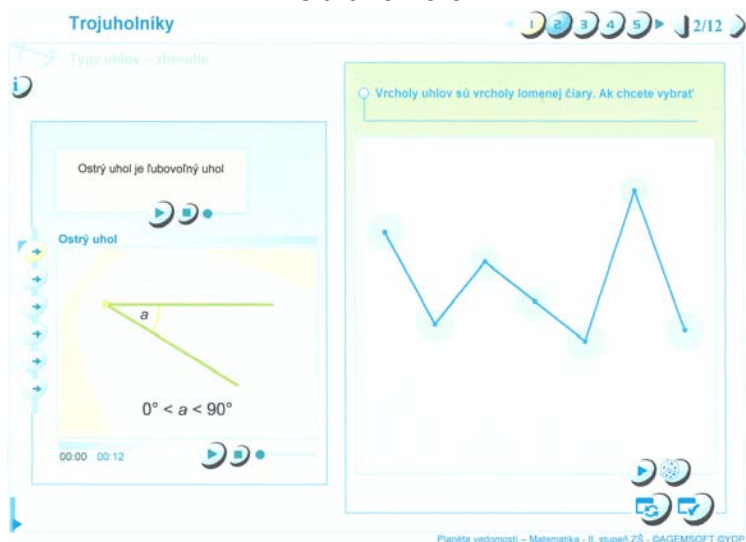 Trojuholníky
1 2 3 4 5
2/12
Typy uhlov – zhrnutie
i
Vrcholy uhlov sú vrcholy lomenej čiary. Ak chcete vybrať
Ostrý uhol je ľubovoľný uhol
Ostrý uhol
a
0° < a < 90°
00:00 00:12
Planéta vedomostí – Matematika - II. stupeň ZŠ - ©AGEMSOFT ©YDP